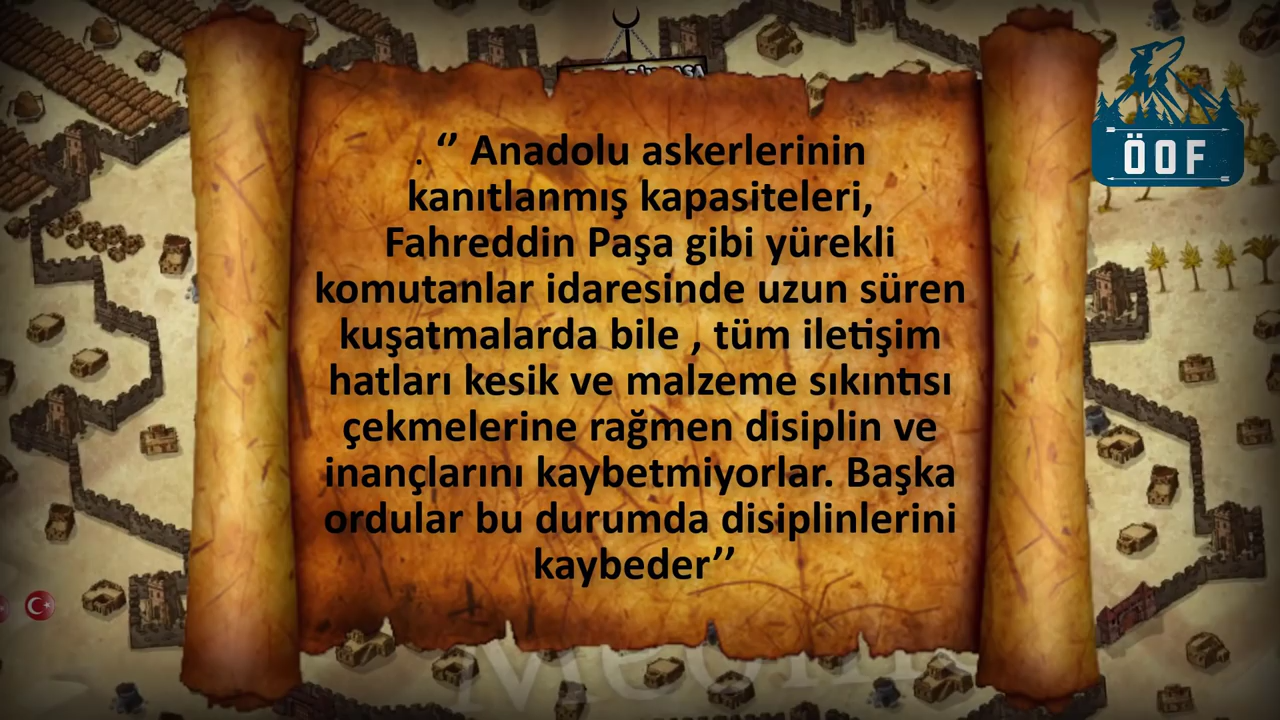 . ‘’ Anadolu askerlerinin
kanıtlanmış kapasiteleri,
Fahreddin Paşa gibi yürekli
komutanlar idaresinde uzun süren
kuşatmalarda bile , tüm iletişim
hatları kesik ve malzeme sıkıntısı
çekmelerine rağmen disiplin ve
inançlarını kaybetmiyorlar. Başka
ordular bu durumda disiplinlerini
kaybeder’’
ÖOF